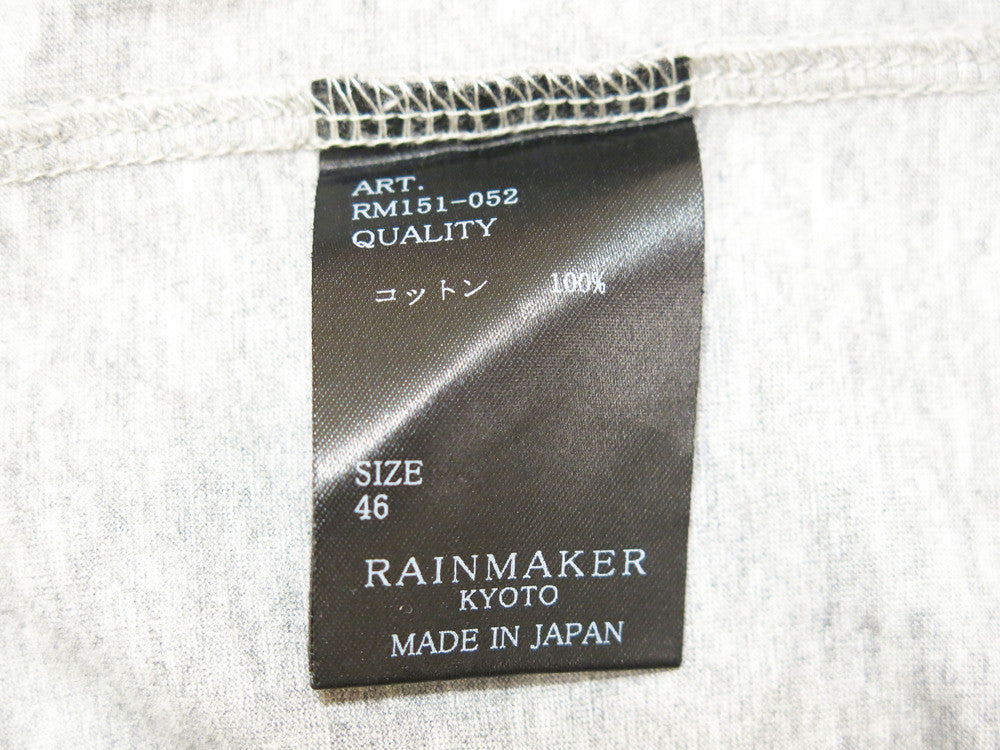 ART.
RM151-052
QUALITY
コットン 100%
SIZE
46
RAINMAKER
KYOTO
MADE IN JAPAN